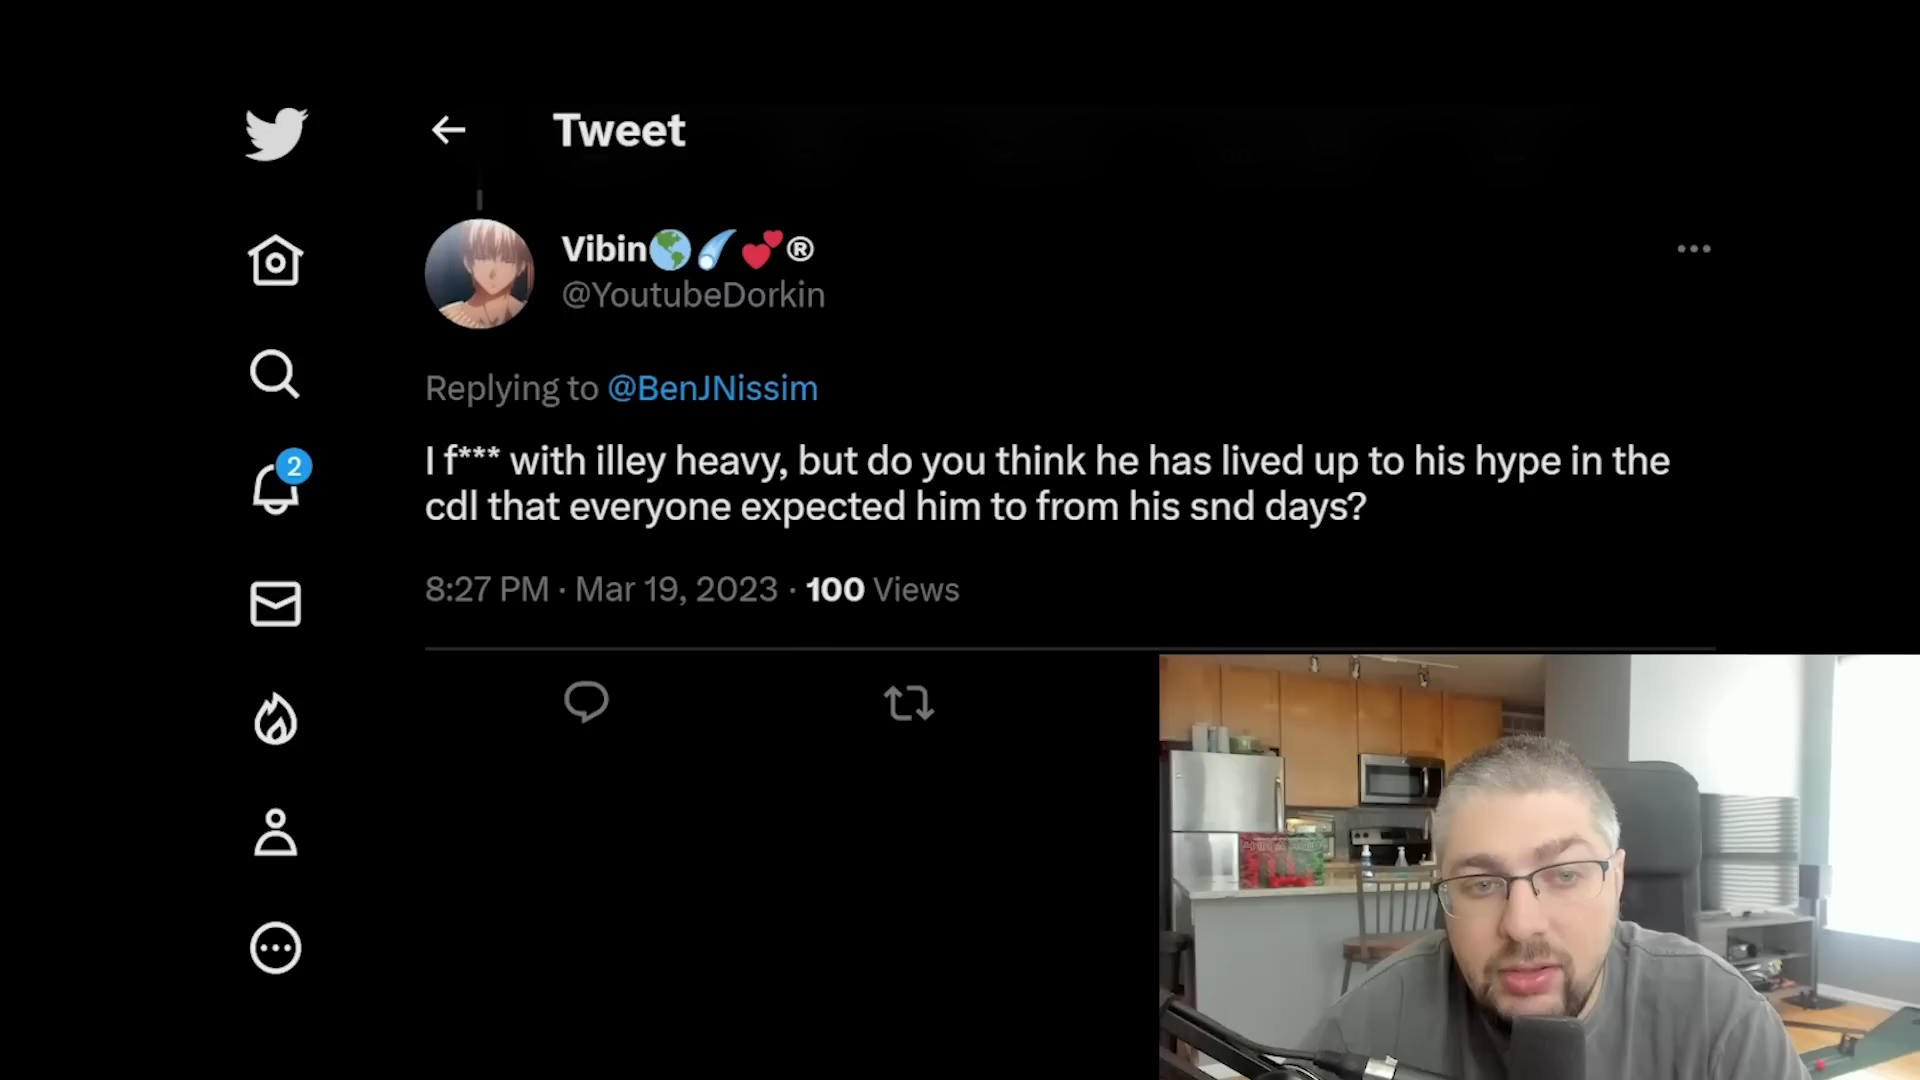 Tweet
Vibin🌎☄️💕®
@YoutubeDorkin
Replying to @BenJNissim
I f*** with illey heavy, but do you think he has lived up to his hype in the
cdl that everyone expected him to from his snd days?
8:27 PM · Mar 19, 2023 · 100 Views
2